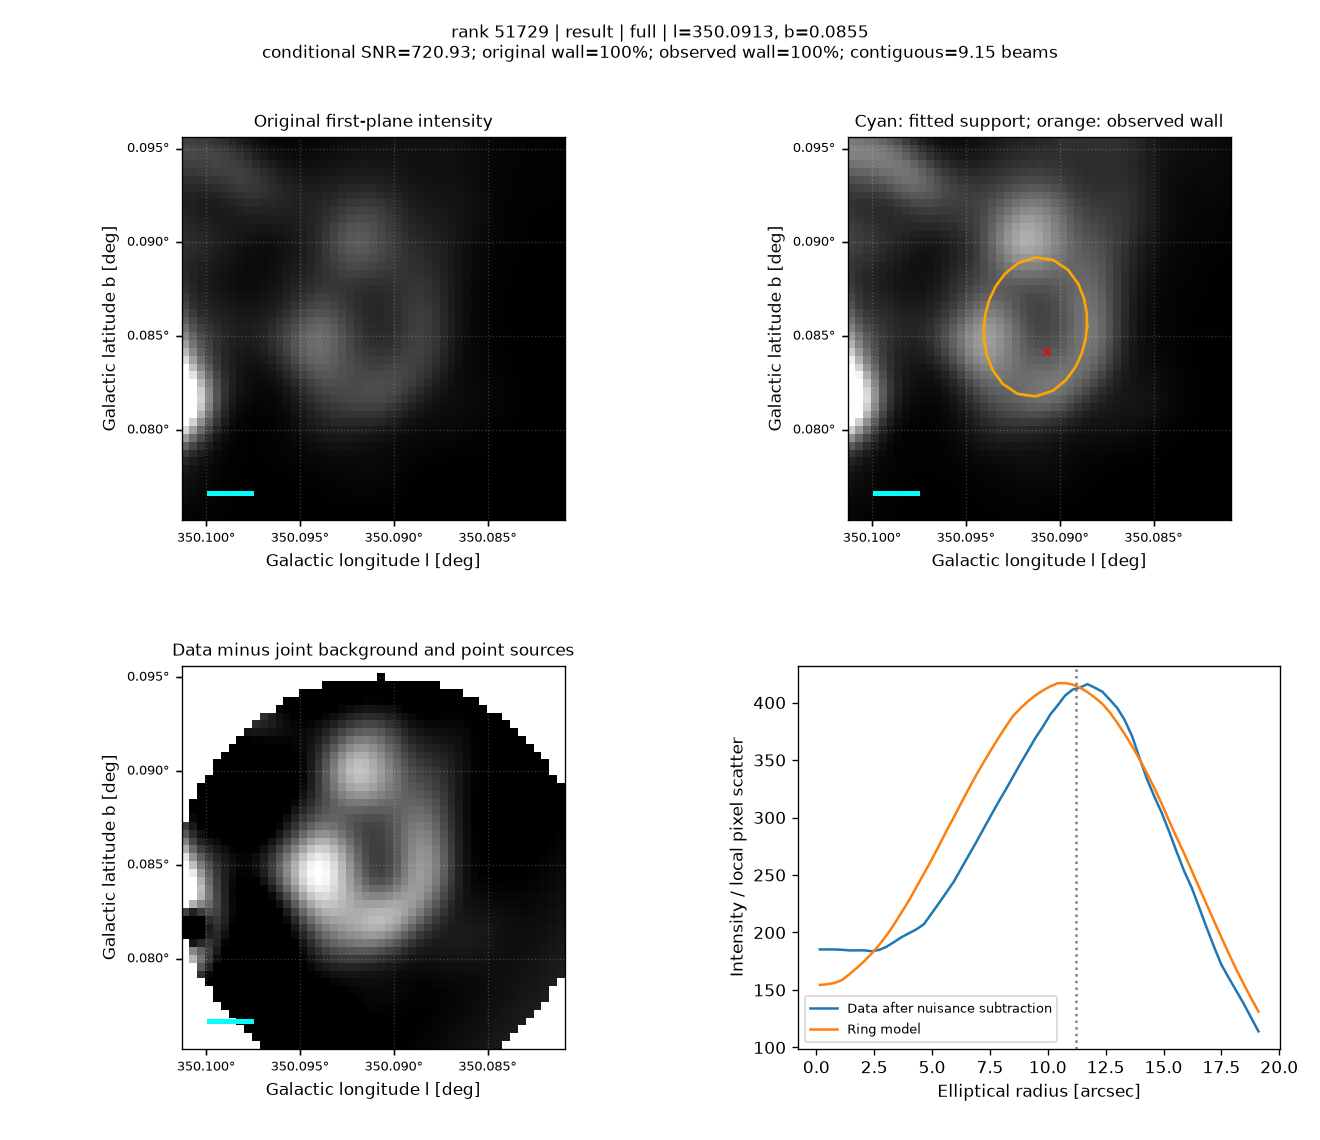 rank 51729 | result | full | l=350.0913, b=0.0855
conditional SNR=720.93; original wall=100%; observed wall=100%; contiguous=9.15 beams
Original first-plane intensity
0.095°
0.090°
0.085°
0.080°
Galactic latitude b [deg]
350.100°
350.095°
350.090°
350.085°
Galactic longitude l [deg]
Cyan: fitted support; orange: observed wall
0.095°
0.090°
0.085°
0.080°
Galactic latitude b [deg]
350.100°
350.095°
350.090°
350.085°
Galactic longitude l [deg]
Data minus joint background and point sources
0.095°
0.090°
0.085°
0.080°
Galactic latitude b [deg]
350.100°
350.095°
350.090°
350.085°
Galactic longitude l [deg]
400
350
300
250
200
150
100
Intensity / local pixel scatter
Data after nuisance subtraction
Ring model
0.0
2.5
5.0
7.5
10.0
12.5
15.0
17.5
20.0
Elliptical radius [arcsec]